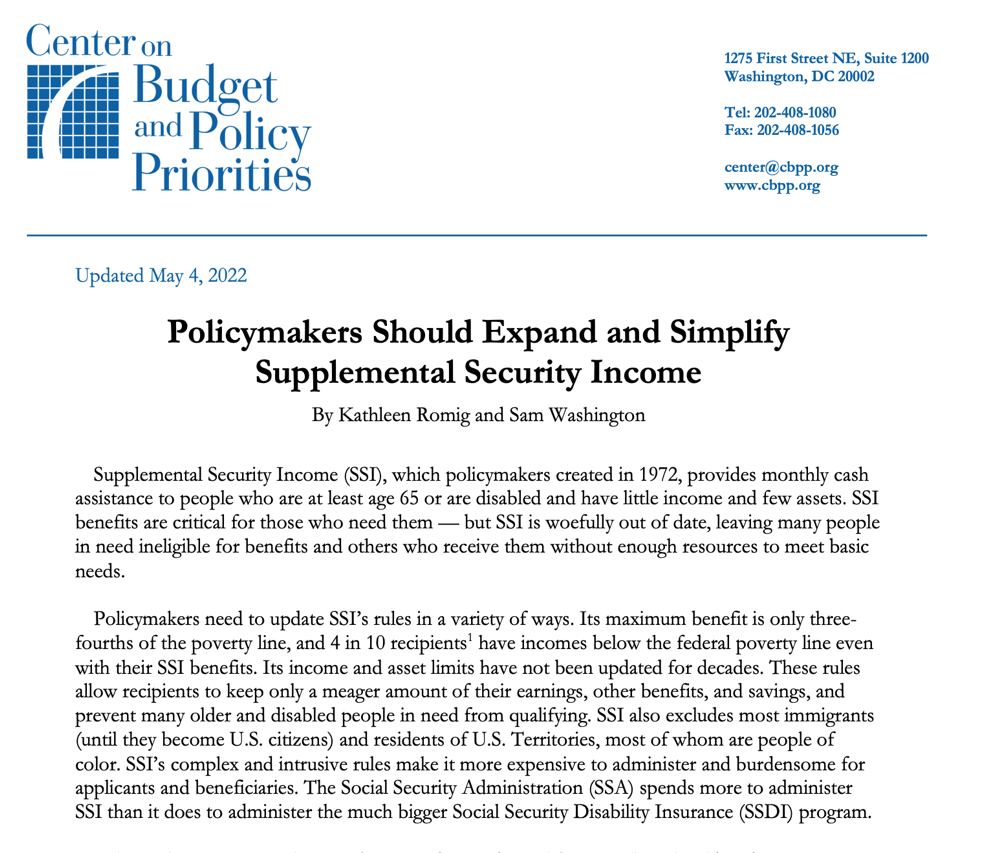 Center on
Budget
and Policy
Priorities
1275 First Street NE, Suite 1200
Washington, DC 20002
Tel: 202-408-1080
Fax: 202-408-1056
center@cbpp.org
www.cbpp.org
Updated May 4, 2022
Policymakers Should Expand and Simplify
Supplemental Security Income
By Kathleen Romig and Sam Washington
Supplemental Security Income (SSI), which policymakers created in 1972, provides monthly cash
assistance to people who are at least age 65 or are disabled and have little income and few assets. SSI
benefits are critical for those who need them — but SSI is woefully out of date, leaving many people
in need ineligible for benefits and others who receive them without enough resources to meet basic
needs.
Policymakers need to update SSI’s rules in a variety of ways. Its maximum benefit is only three-
fourths of the poverty line, and 4 in 10 recipients¹ have incomes below the federal poverty line even
with their SSI benefits. Its income and asset limits have not been updated for decades. These rules
allow recipients to keep only a meager amount of their earnings, other benefits, and savings, and
prevent many older and disabled people in need from qualifying. SSI also excludes most immigrants
(until they become U.S. citizens) and residents of U.S. Territories, most of whom are people of
color. SSI’s complex and intrusive rules make it more expensive to administer and burdensome for
applicants and beneficiaries. The Social Security Administration (SSA) spends more to administer
SSI than it does to administer the much bigger Social Security Disability Insurance (SSDI) program.